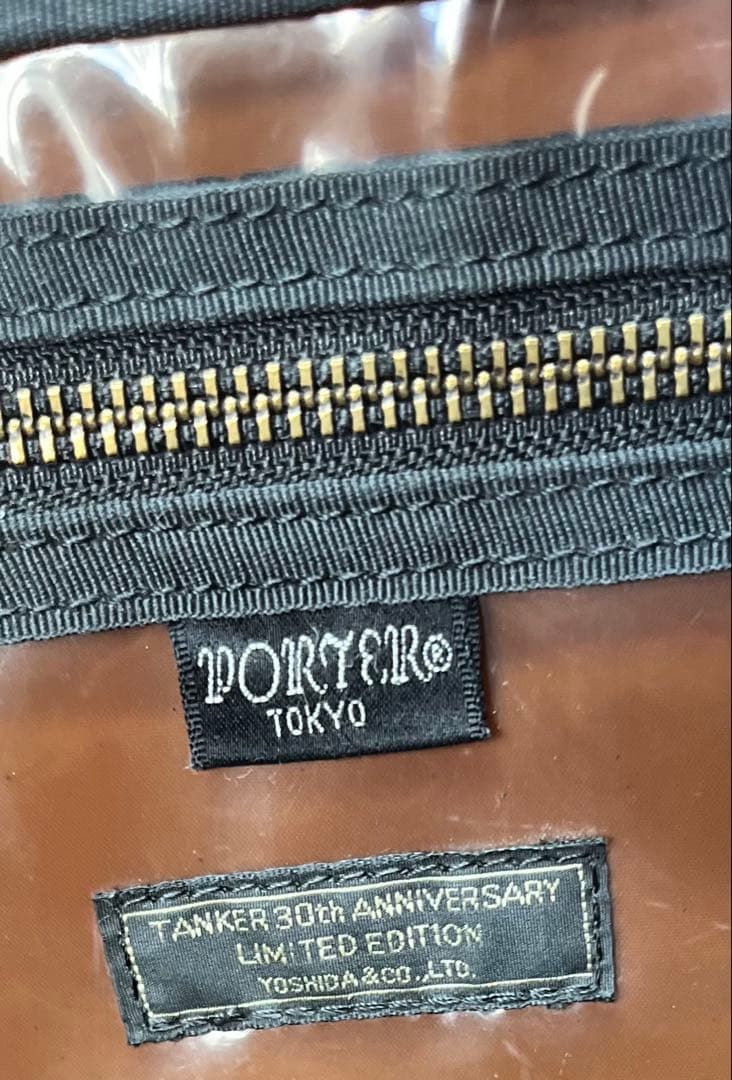 PORTER®
TOKYO
TANKER 30th ANNIVERSARY
LIMITED EDITION
YOSHIDA & CO., LTD.